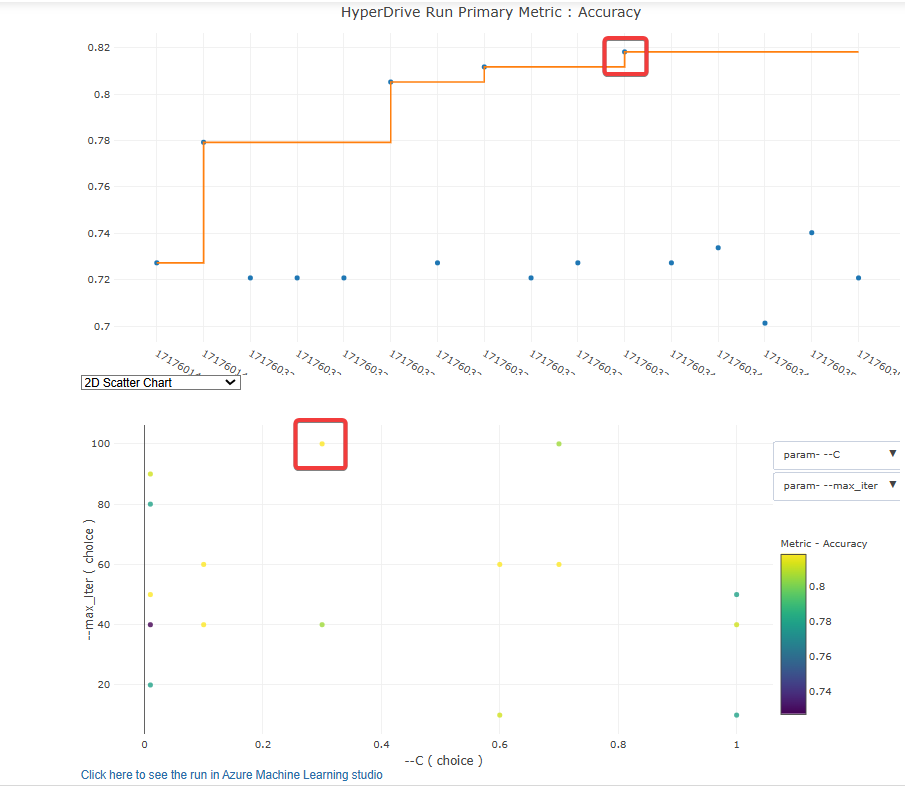 HyperDrive Run Primary Metric : Accuracy
0.82
0.8
0.78
0.76
0.74
0.72
0.7
2D Scatter Chart
100
80
60
40
20
--max_iter ( choice )
0 0.2 0.4 0.6 0.8 1
--C ( choice )
param- --C
param- --max_iter
Metric - Accuracy
0.8
0.78
0.76
0.74
Click here to see the run in Azure Machine Learning studio